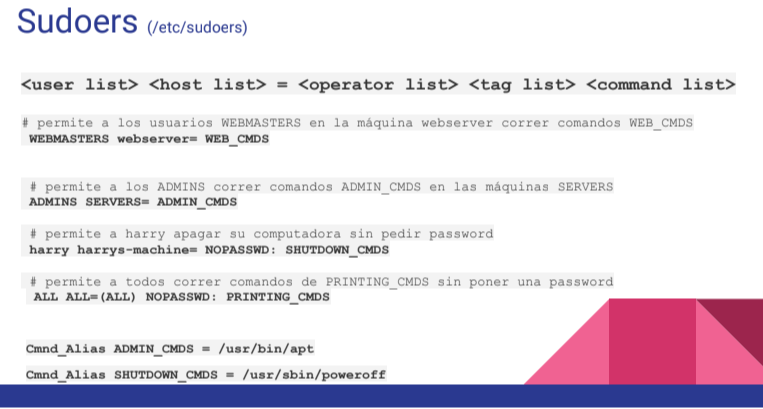 Sudoers (/etc/sudoers)
<user list> <host list> = <operator list> <tag list> <command list>
# permite a los usuarios WEBMASTERS en la máquina webserver correr comandos WEB_CMDS
WEBMASTERS webserver= WEB_CMDS
# permite a los ADMINS correr comandos ADMIN_CMDS en las máquinas SERVERS
ADMINS SERVERS= ADMIN_CMDS
# permite a harry apagar su computadora sin pedir password
harry harrys-machine= NOPASSWD: SHUTDOWN_CMDS
# permite a todos correr comandos de PRINTING_CMDS sin poner una password
ALL ALL=(ALL) NOPASSWD: PRINTING_CMDS
Cmnd_Alias ADMIN_CMDS = /usr/bin/apt
Cmnd_Alias SHUTDOWN_CMDS = /usr/sbin/poweroff